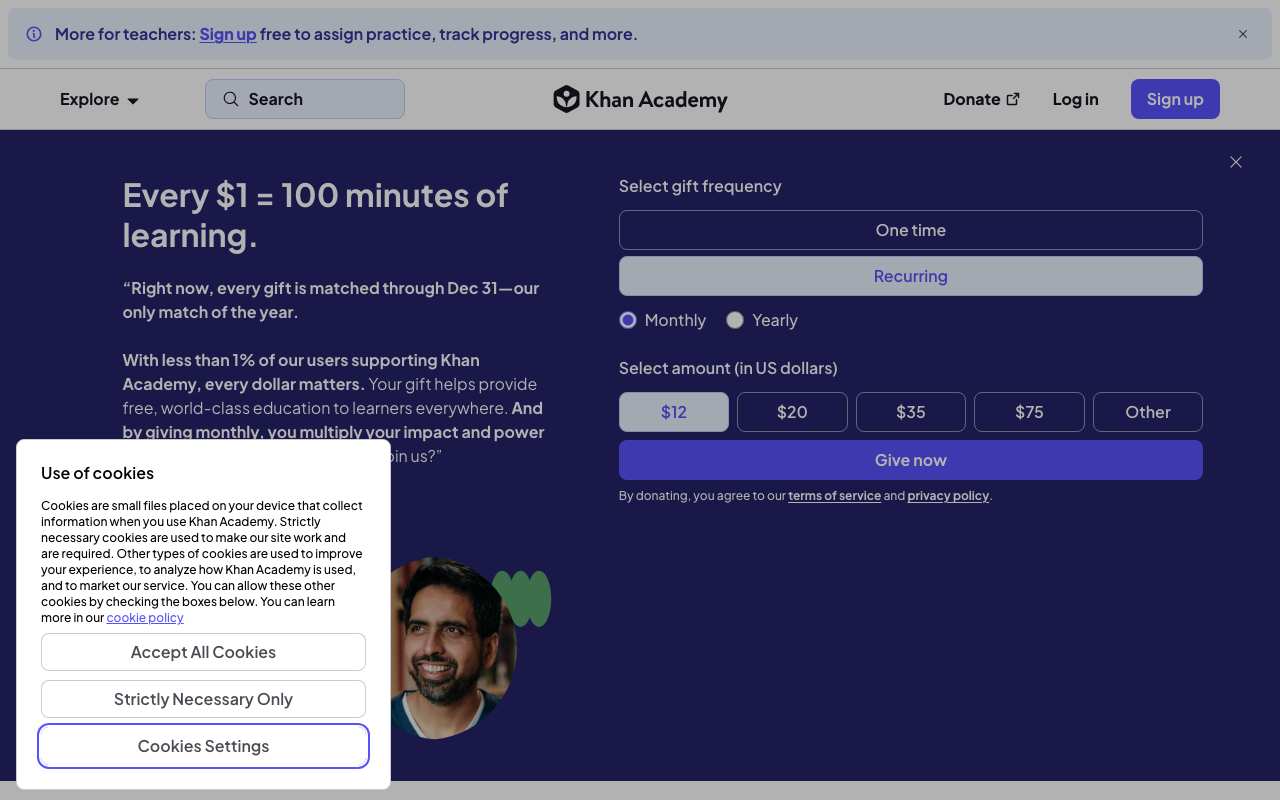 More for teachers: Sign up free to assign practice, track progress, and more.
Explore
Search
Khan Academy
Donate
Log in
Sign up
Every $1 = 100 minutes of
learning.
“Right now, every gift is matched through Dec 31—our
only match of the year.
With less than 1% of our users supporting Khan
Academy, every dollar matters. Your gift helps provide
free, world-class education to learners everywhere. And
by giving monthly, you multiply your impact and power
oin us?”
Select gift frequency
One time
Recurring
Monthly
Yearly
Select amount (in US dollars)
$12
$20
$35
$75
Other
Give now
By donating, you agree to our terms of service and privacy policy.
Use of cookies
Cookies are small files placed on your device that collect
information when you use Khan Academy. Strictly
necessary cookies are used to make our site work and
are required. Other types of cookies are used to improve
your experience, to analyze how Khan Academy is used,
and to market our service. You can allow these other
cookies by checking the boxes below. You can learn
more in our cookie policy
Accept All Cookies
Strictly Necessary Only
Cookies Settings